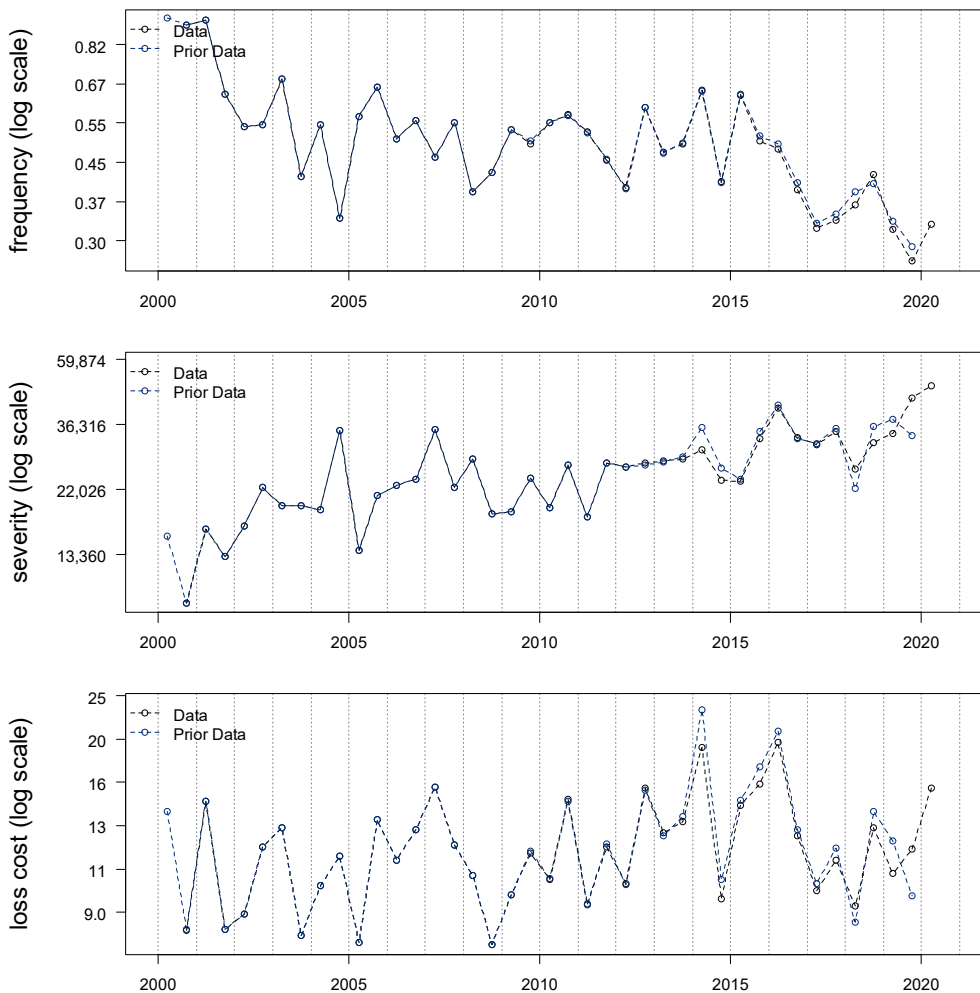 frequency (log scale)
Data
Prior Data
0.82
0.67
0.55
0.45
0.37
0.30
2000 2005 2010 2015 2020
severity (log scale)
59,874
Data
Prior Data
36,316
22,026
13,360
2000 2005 2010 2015 2020
loss cost (log scale)
25
Data
20
Prior Data
16
13
11
9.0
2000 2005 2010 2015 2020